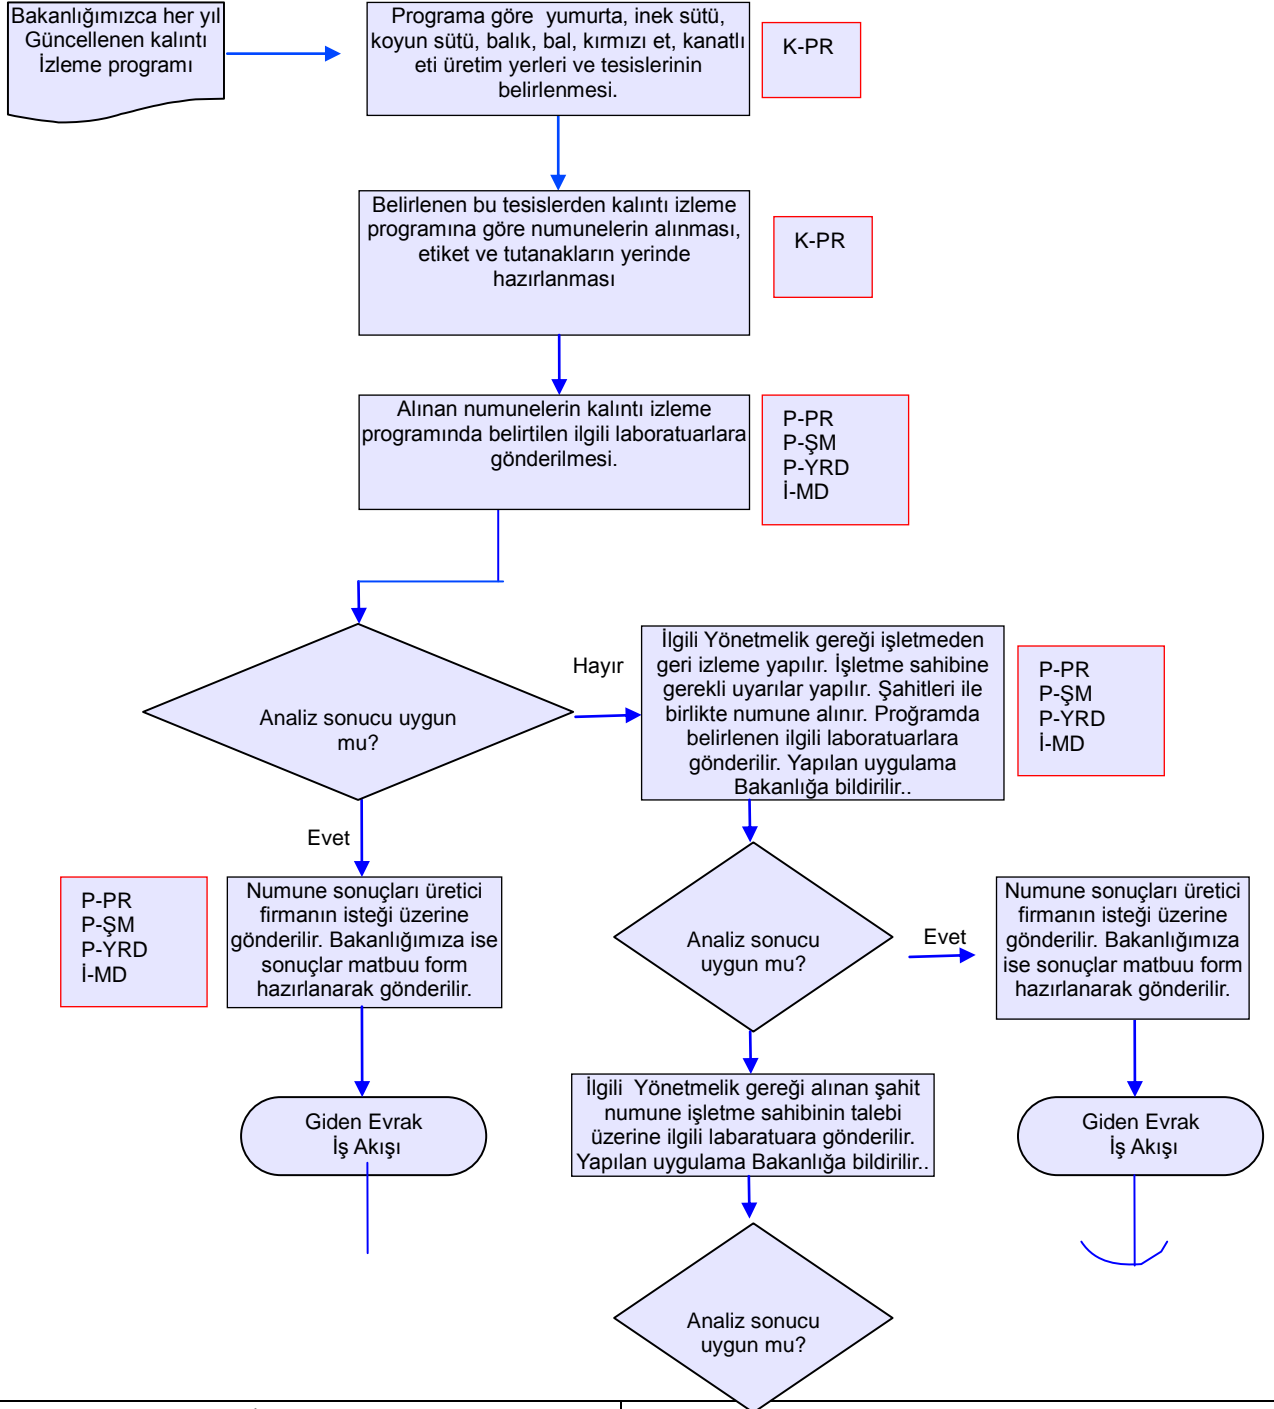 Bakanlığımızca her yıl
Güncellenen kalıntı
İzleme programı
Programa göre  yumurta, inek sütü,
koyun sütü, balık, bal, kırmızı et, kanatlı
eti üretim yerleri ve tesislerinin
belirlenmesi.
K-PR
Belirlenen bu tesislerden kalıntı izleme
programına göre numunelerin alınması,
etiket ve tutanakların yerinde
hazırlanması
K-PR
Alınan numunelerin kalıntı izleme
programında belirtilen ilgili laboratuarlara
gönderilmesi.
P-PR
P-ŞM
P-YRD
İ-MD
Analiz sonucu uygun
mu?
Hayır
İlgili Yönetmelik gereği işletmeden
geri izleme yapılır. İşletme sahibine
gerekli uyarılar yapılır. Şahitleri ile
birlikte numune alınır. Proğramda
belirlenen ilgili laboratuarlara
gönderilir. Yapılan uygulama
Bakanlığa bildirilir..
P-PR
P-ŞM
P-YRD
İ-MD
Evet
P-PR
P-ŞM
P-YRD
İ-MD
Numune sonuçları üretici
firmanın isteği üzerine
gönderilir. Bakanlığımıza ise
sonuçlar matbuu form
hazırlanarak gönderilir.
Analiz sonucu
uygun mu?
Evet
Numune sonuçları üretici
firmanın isteği üzerine
gönderilir. Bakanlığımıza
ise sonuçlar matbuu form
hazırlanarak gönderilir.
Giden Evrak
İş Akışı
İlgili  Yönetmelik gereği alınan şahit
numune işletme sahibinin talebi
üzerine ilgili labaratuara gönderilir.
Yapılan uygulama Bakanlığa bildirilir..
Giden Evrak
İş Akışı
Analiz sonucu
uygun mu?